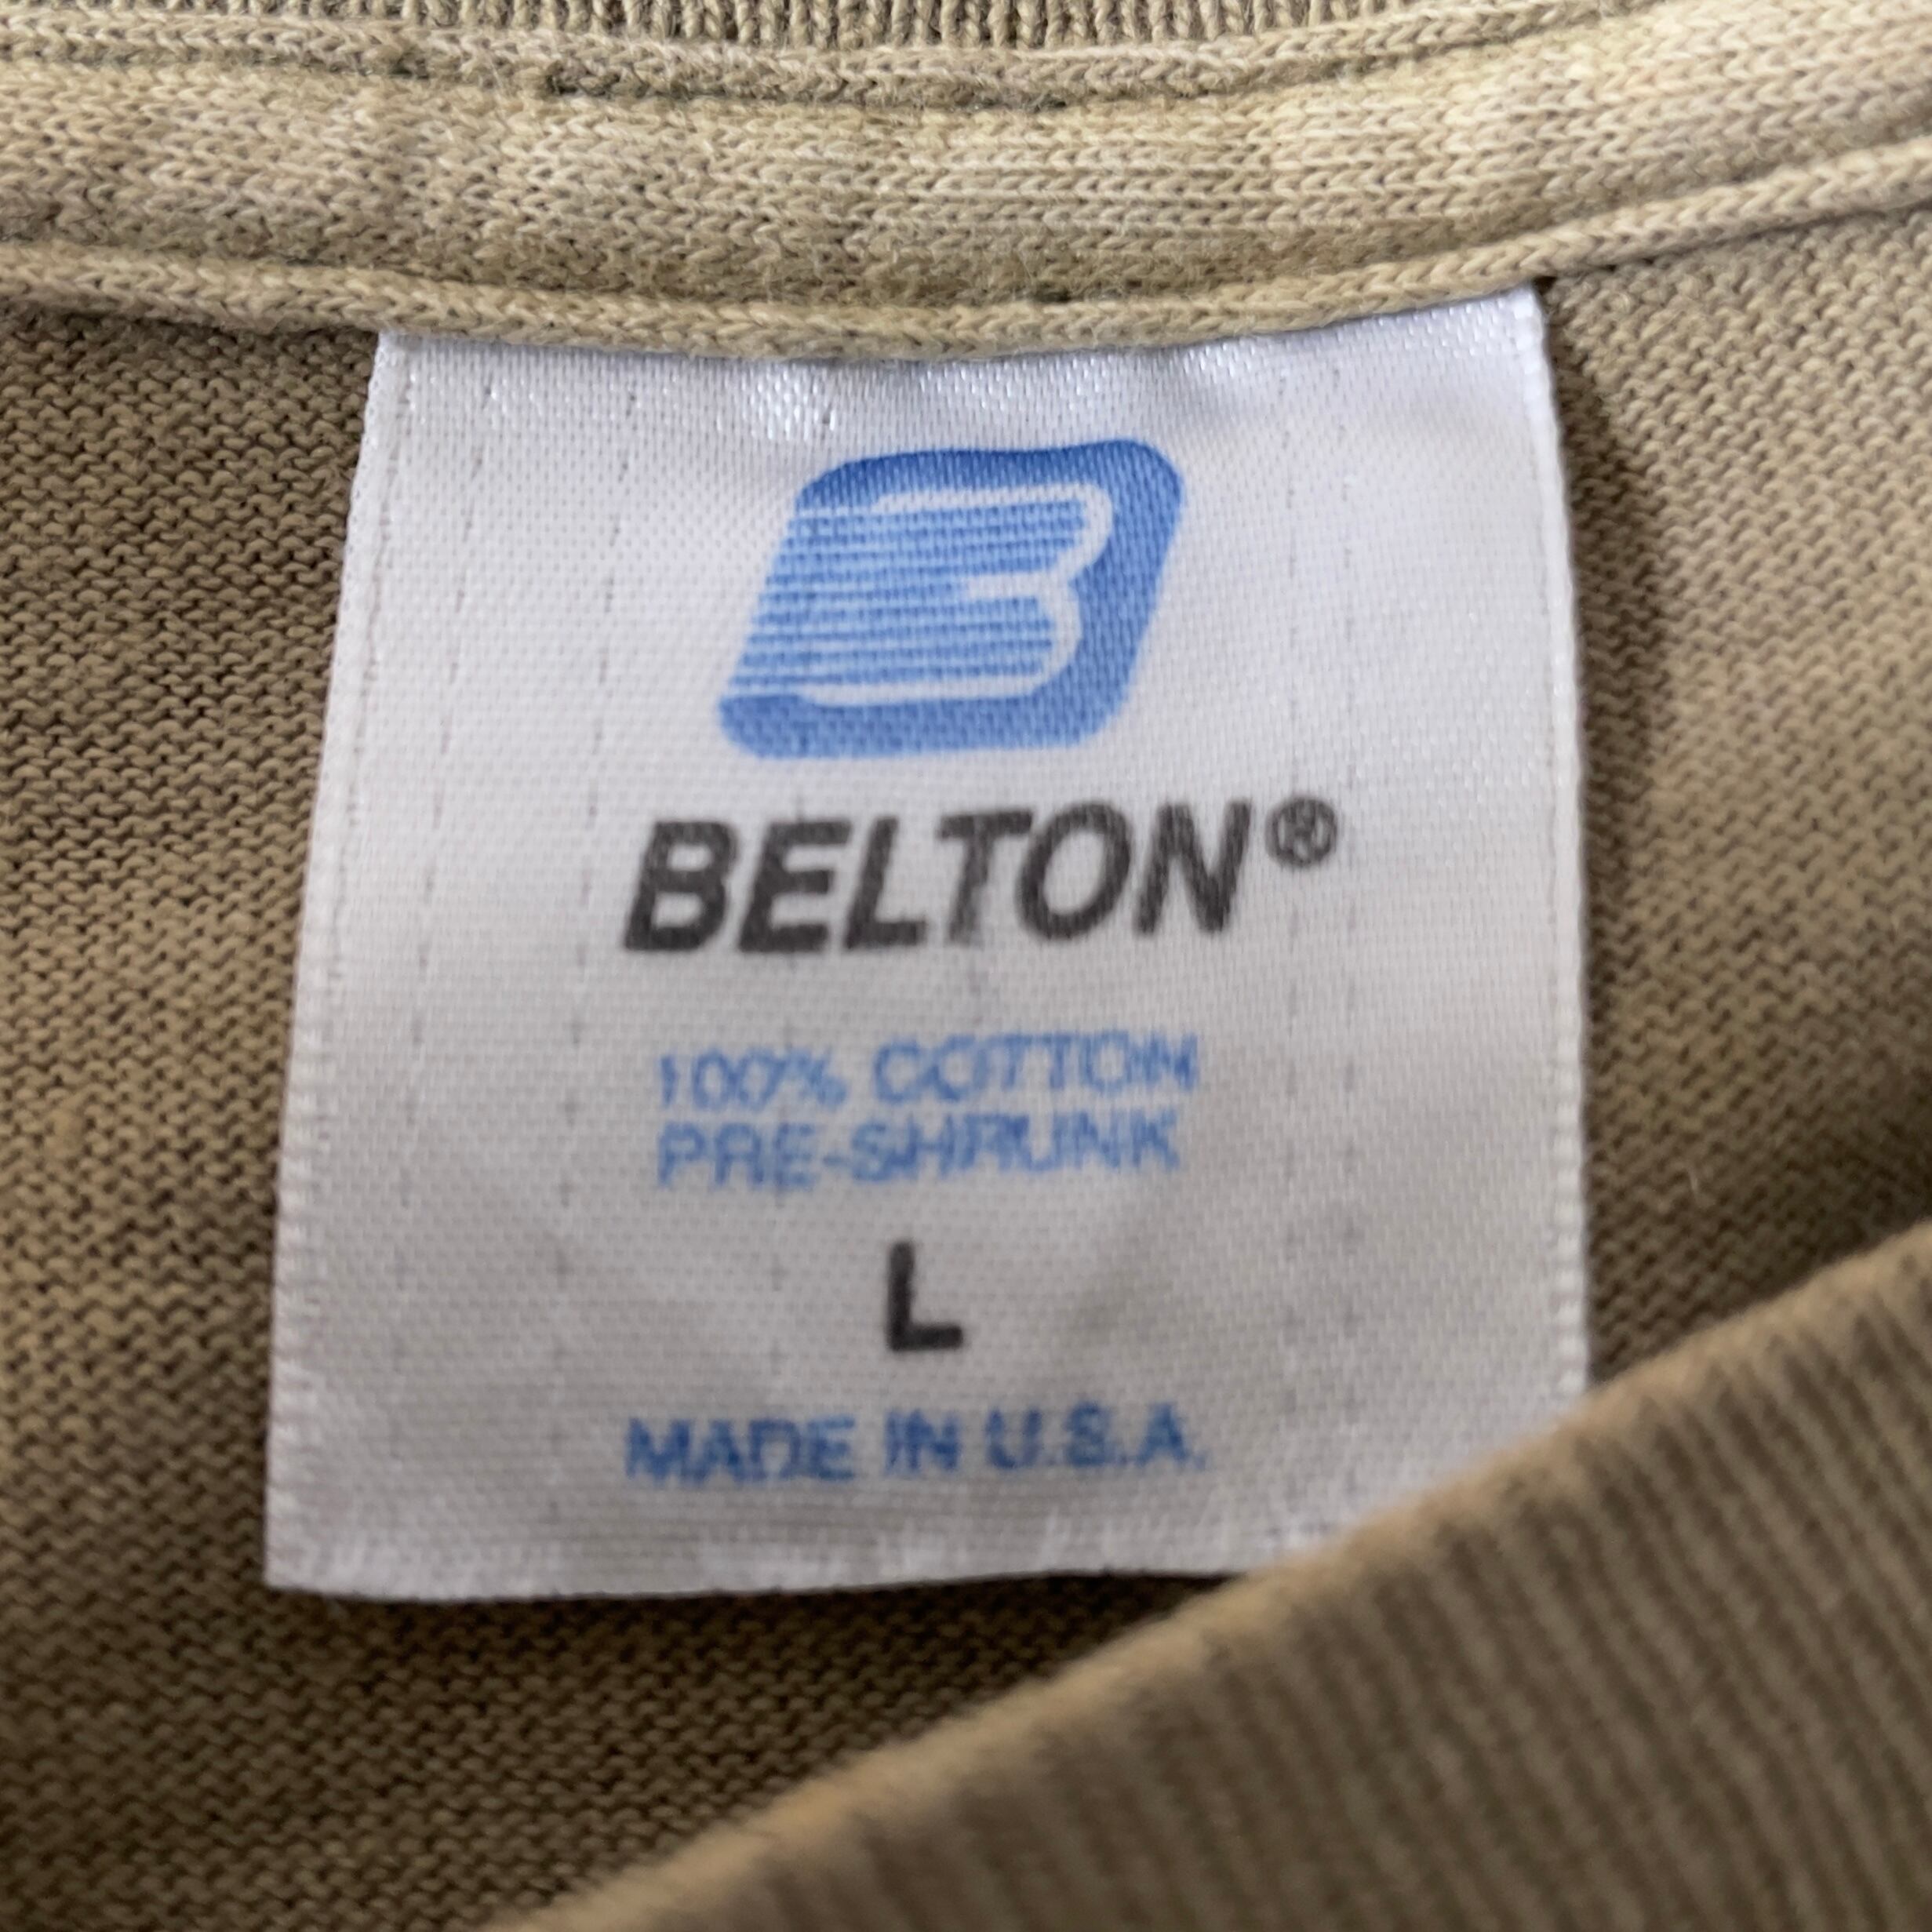 B
BELTON®
100% COTTON
PRE-SHRUNK
L
MADE IN U.S.A.